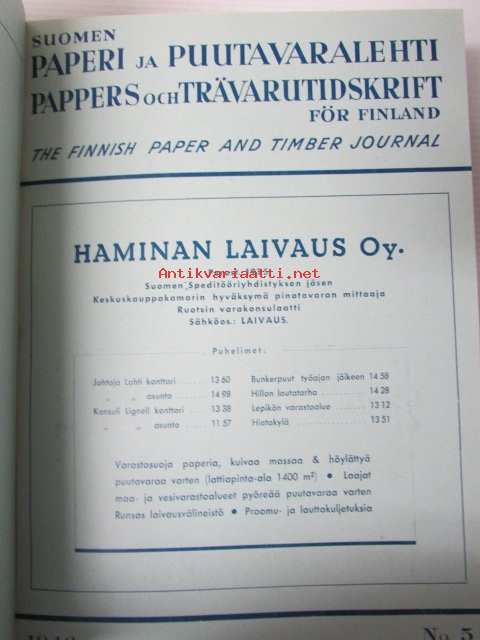 SUOMEN
PAPERI JA PUUTAVARALEHTI
PAPPERS OCH TRÄVARUTIDSKRIFT
FÖR FINLAND
THE FINNISH PAPER AND TIMBER JOURNAL
HAMINAN LAIVAUS Oy.
Antikvariaatti.net
Suomen Speditööriyhdistyksen jäsen
Keskuskauppakamarin hyväksymä pinotavaran mittaaja
Ruotsin varakonsulaatti
Sähköos.: LAIVAUS.
Puhelimet:
Johtaja Lahti konttori 13 60
„ „ asunto 14 98
Konsuli Lignell konttori 13 38
„ „ asunto 11 57
Bunkerpuut työajan jälkeen 14 58
Hillon lautatarha 14 28
Lepikön varastoalue 13 12
Hietakylä 13 51
Varastosuoja paperia, kuivaa massaa & höylättyä
puutavaraa varten (lattiapinta-ala 1400 m²) • Laajat
maa- ja vesivarastoalueet pyöreää puutavaraa varten
Runsas laivausvälineistö • Proomu- ja lauttakuljetuksia
No 5